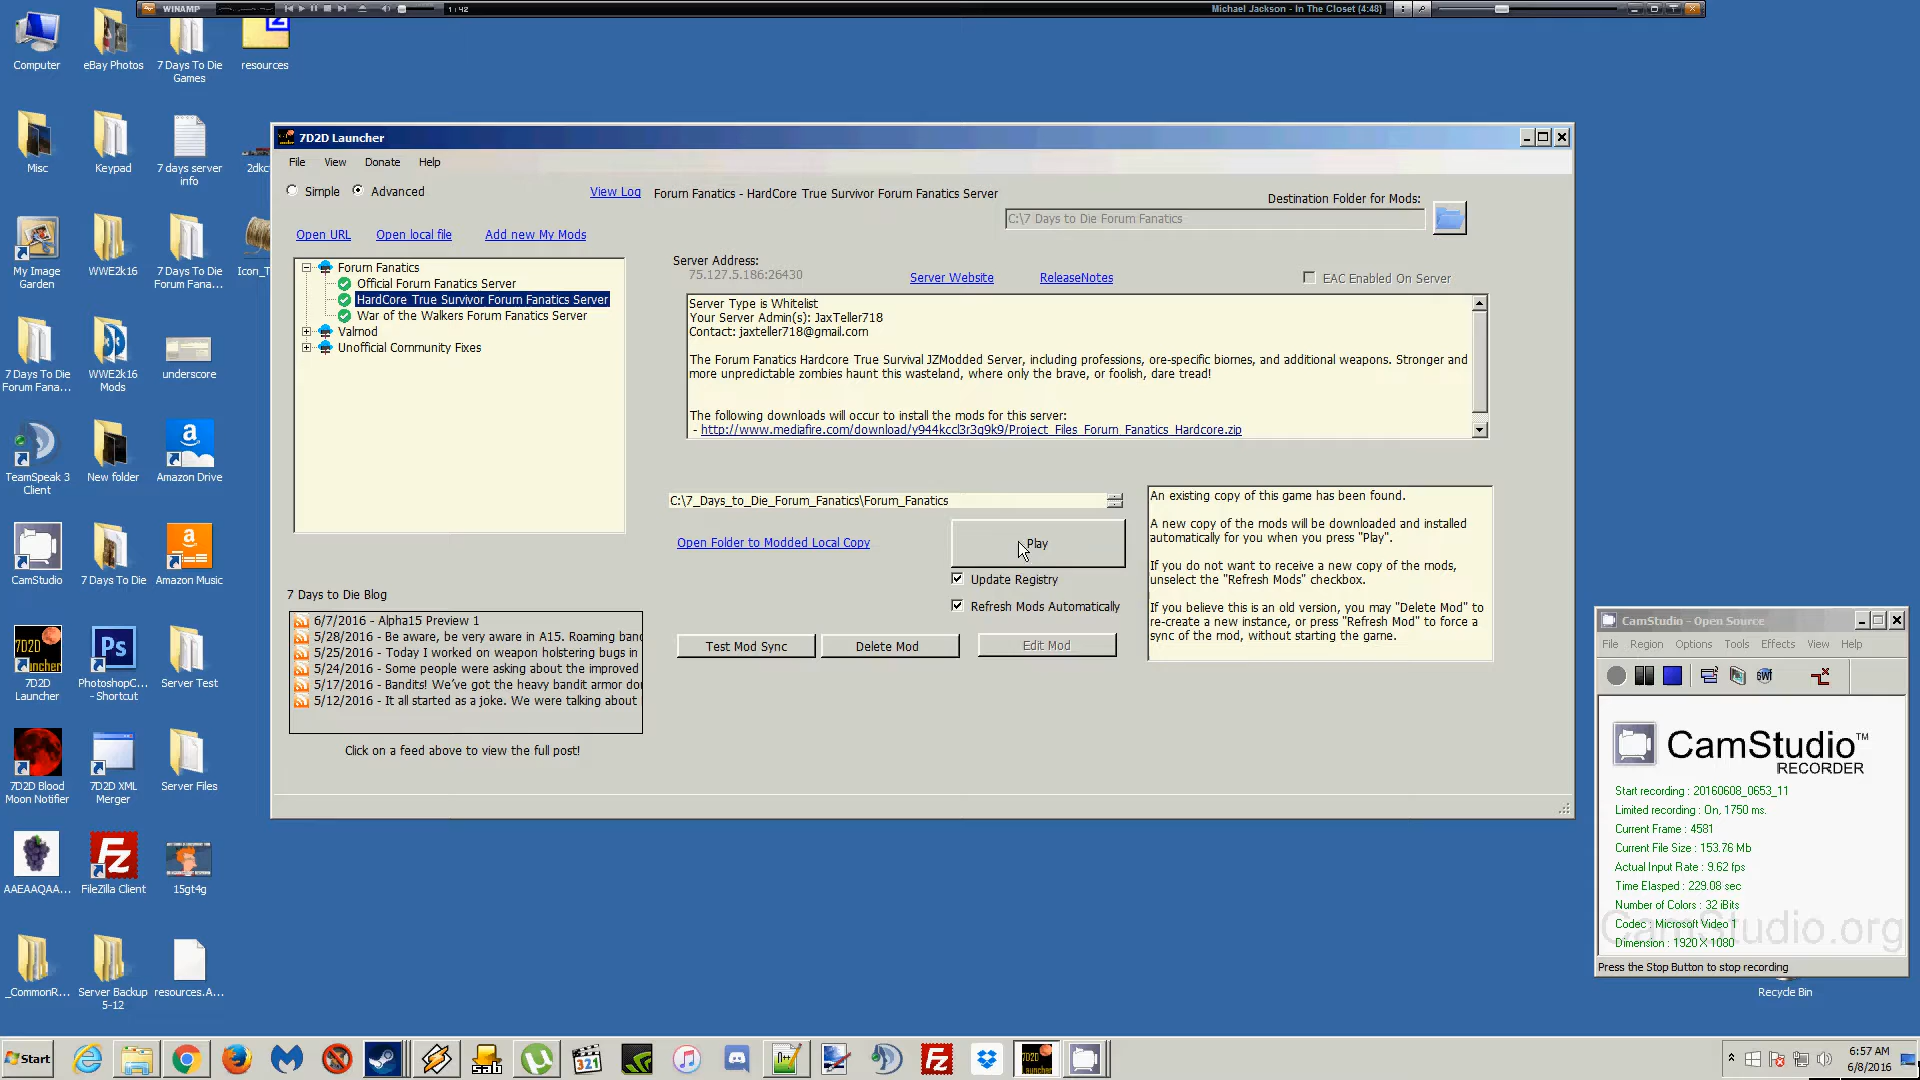 WINAMP
1:42
Michael Jackson - In The Closet (4:48)
Computer
eBay Photos
7 Days To Die
Games
resources
Misc
Keypad
7 days server
info
My Image
Garden
WWE2k16
7 Days To Die
Forum Fana...
7 Days To Die
Forum Fana...
WWE2k16
Mods
underscore
TeamSpeak 3
Client
New folder
Amazon Drive
CamStudio
7 Days To Die
Amazon Music
7D2D
Launcher
PhotoshopC...
- Shortcut
Server Test
7D2D Blood
Moon Notifier
7D2D XML
Merger
Server Files
AAEAAQAA...
FileZilla Client
15gt4g
_CommonR...
Server Backup
5-12
resources.A...
7D2D Launcher
File View Donate Help
Simple Advanced
View Log
Forum Fanatics - HardCore True Survivor Forum Fanatics Server
Destination Folder for Mods:
C:\7 Days to Die Forum Fanatics
Open URL Open local file Add new My Mods
Forum Fanatics
Official Forum Fanatics Server
HardCore True Survivor Forum Fanatics Server
War of the Walkers Forum Fanatics Server
Valmod
Unofficial Community Fixes
Server Address:
75.127.5.186:26430
Server Website
ReleaseNotes
EAC Enabled On Server
Server Type is Whitelist
Your Server Admin(s): JaxTeller718
Contact: jaxteller718@gmail.com
The Forum Fanatics Hardcore True Survival JZModded Server, including professions, ore-specific biomes, and additional weapons. Stronger and
more unpredictable zombies haunt this wasteland, where only the brave, or foolish, dare tread!
The following downloads will occur to install the mods for this server:
- http://www.mediafire.com/download/y944kccl3r3g9k9/Project_Files_Forum_Fanatics_Hardcore.zip
C:\7_Days_to_Die_Forum_Fanatics\Forum_Fanatics
Open Folder to Modded Local Copy
Play
Update Registry
Refresh Mods Automatically
Test Mod Sync
Delete Mod
Edit Mod
An existing copy of this game has been found.
A new copy of the mods will be downloaded and installed
automatically for you when you press "Play".
If you do not want to receive a new copy of the mods,
unselect the "Refresh Mods" checkbox.
If you believe this is an old version, you may "Delete Mod" to
re-create a new instance, or press "Refresh Mod" to force a
sync of the mod, without starting the game.
7 Days to Die Blog
6/7/2016 - Alpha15 Preview 1
5/28/2016 - Be aware, be very aware in A15. Roaming band
5/25/2016 - Today I worked on weapon holstering bugs in
5/24/2016 - Some people were asking about the improved
5/17/2016 - Bandits! We've got the heavy bandit armor do
5/12/2016 - It all started as a joke. We were talking about
Click on a feed above to view the full post!
CamStudio - Open Source
File Region Options Tools Effects View Help
CamStudio™
RECORDER
Start recording : 20160608_0653_11
Limited recording : On, 1750 ms.
Current Frame : 4581
Current File Size : 153.76 Mb
Actual Input Rate : 9.62 fps
Time Elasped : 229.08 sec
Number of Colors : 32 iBits
Codec : Microsoft Video 1
Dimension : 1920 X 1080
CamStudio.org
Press the Stop Button to stop recording
Recycle Bin
Start
6:57 AM
6/8/2016